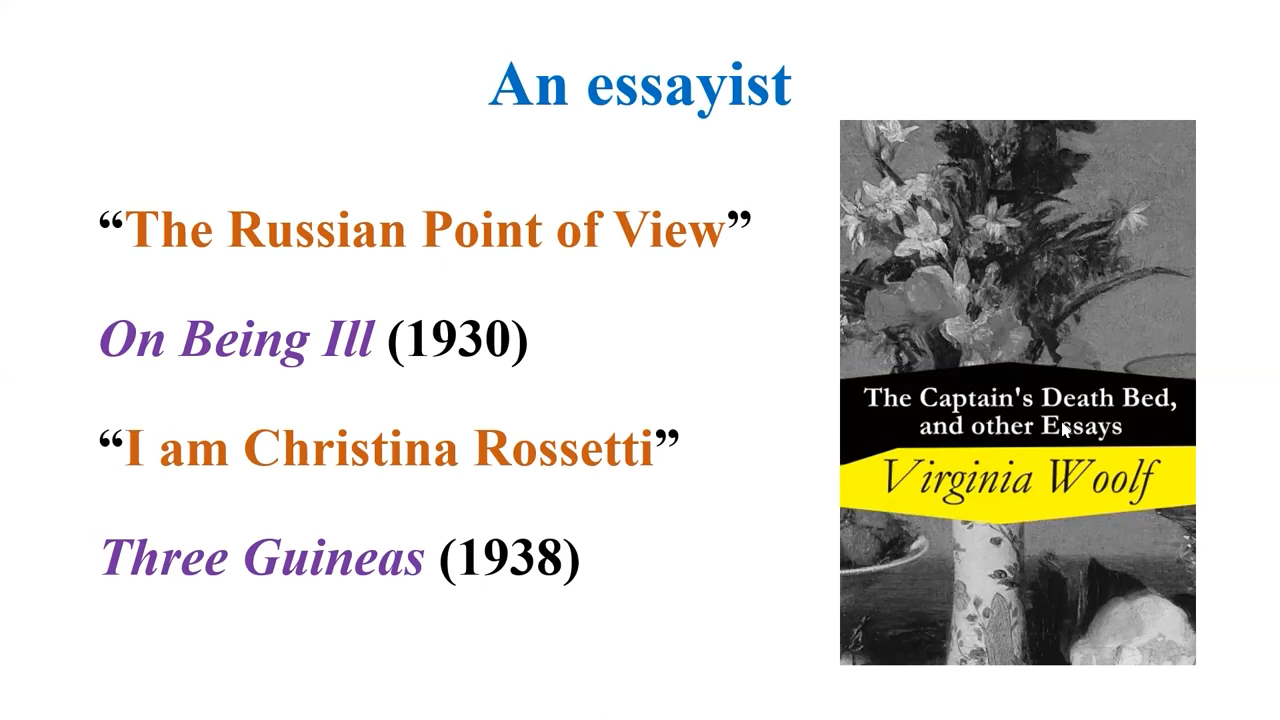 An essayist
“The Russian Point of View”
On Being Ill (1930)
“I am Christina Rossetti”
Three Guineas (1938)
The Captain's Death Bed,
and other Essays
Virginia Woolf